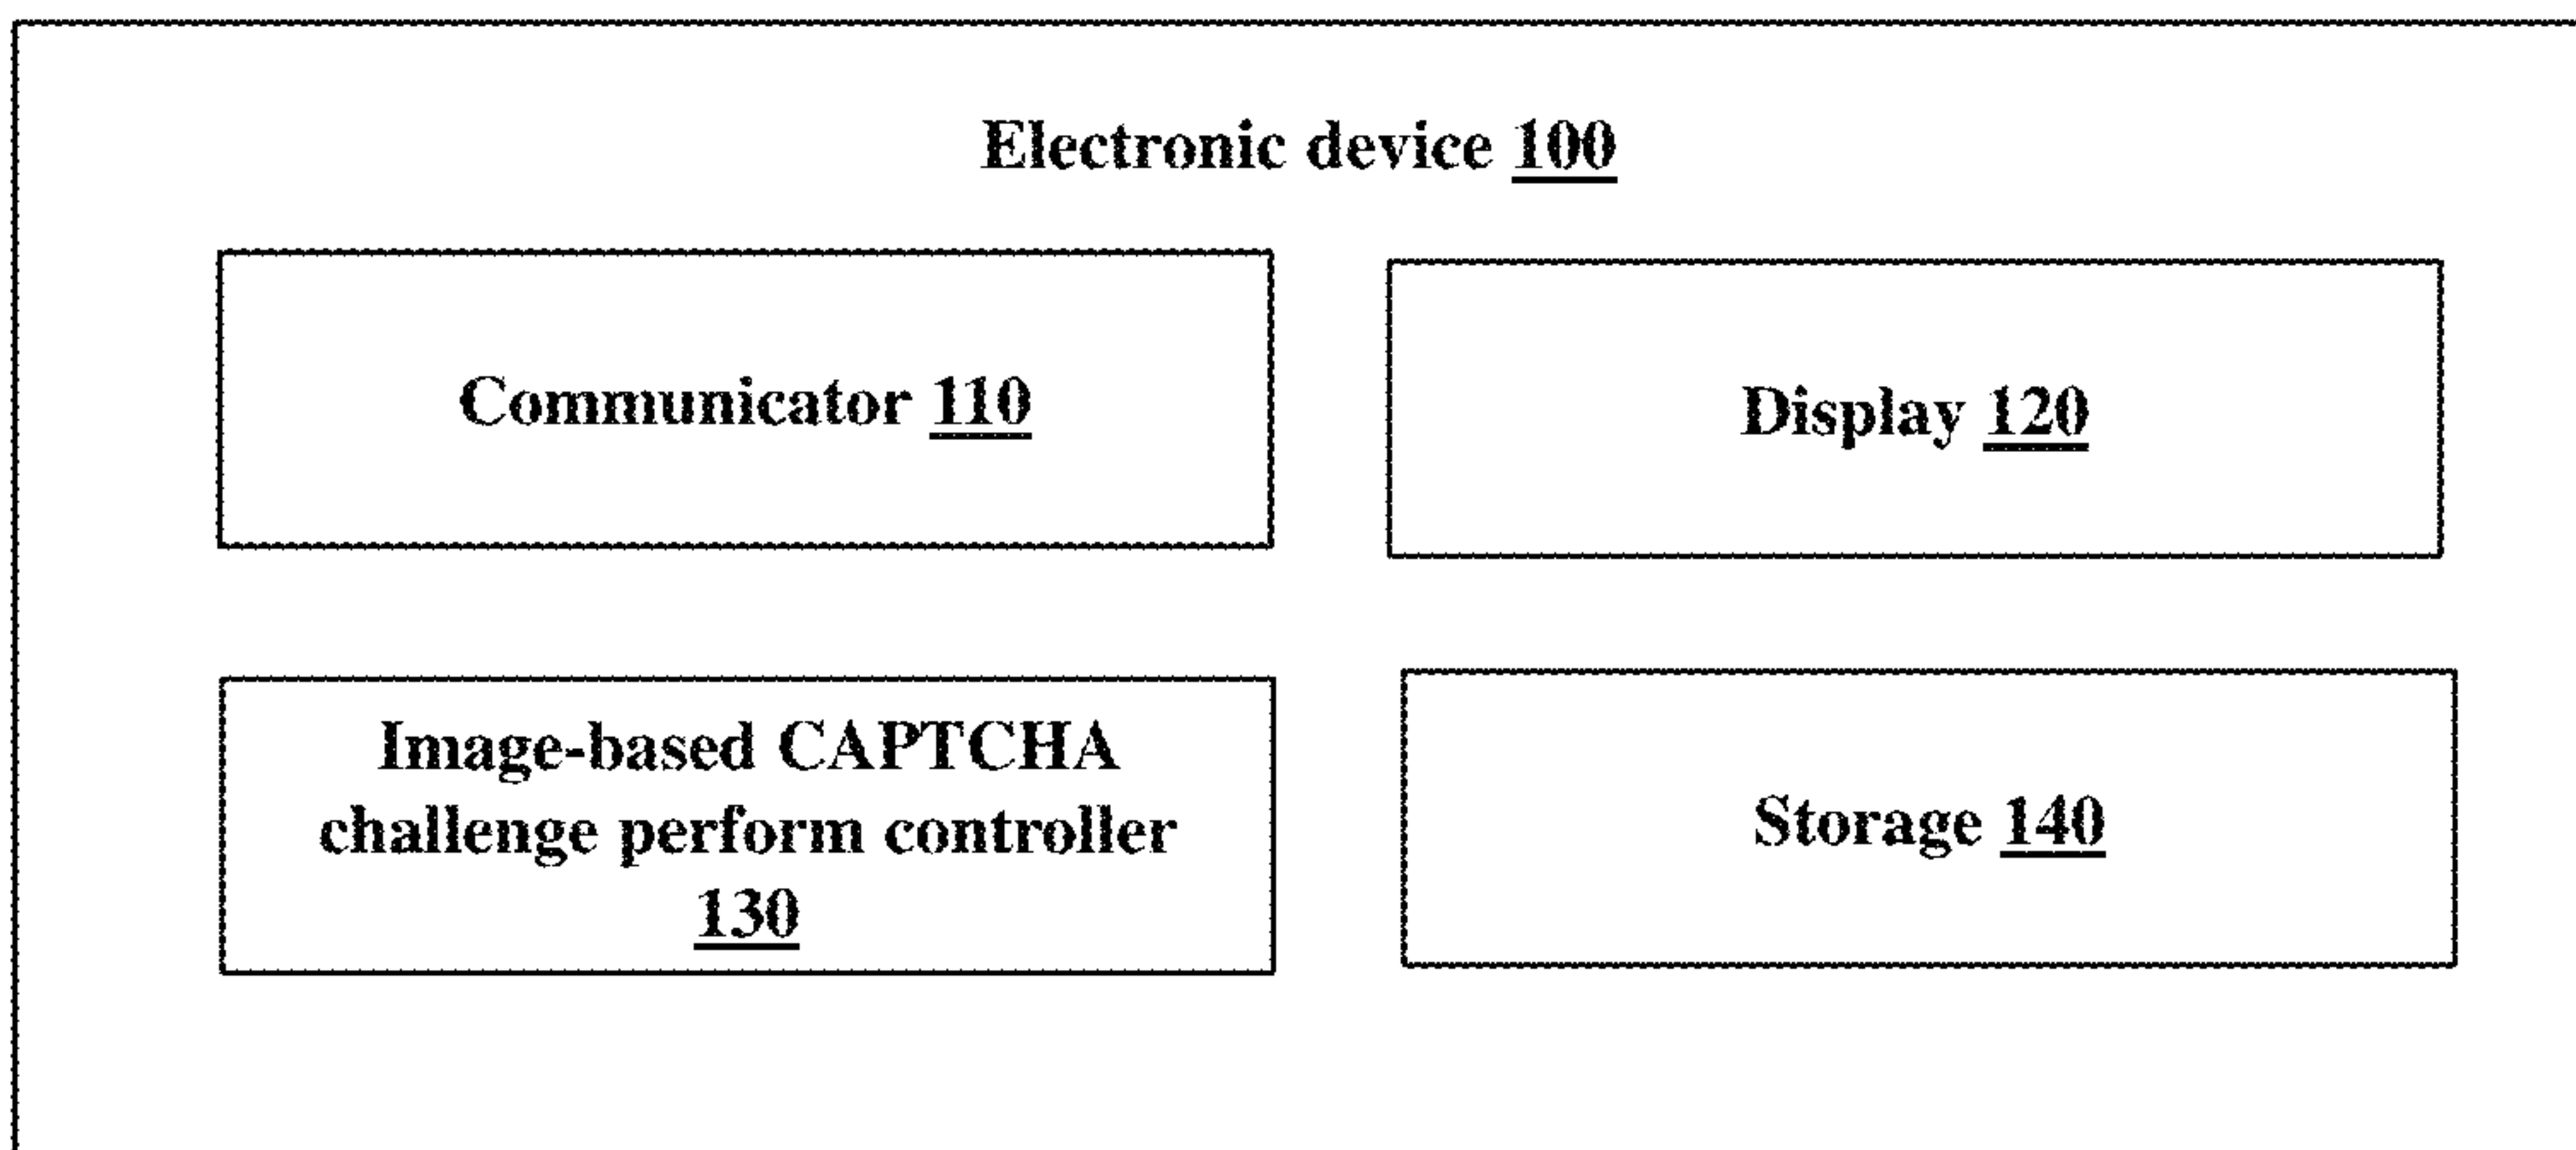 Electronic device 100
Communicator 110
Display 120
Image-based CAPTCHA
challenge perform controller
130
Storage 140